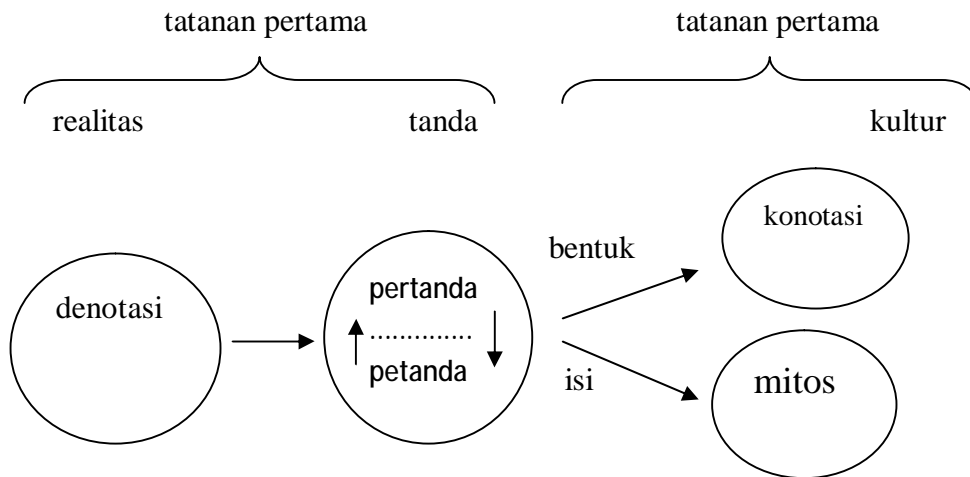 tatanan pertama tatanan pertama
realitas tanda kultur
konotasi
bentuk
pertanda
denotasi
..............
petanda
isi
mitos